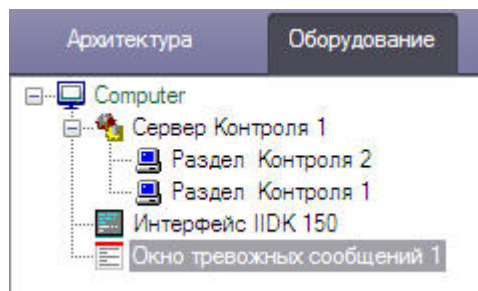 Архитектура Оборудование
Computer
Сервер Контроля 1
Раздел Контроля 2
Раздел Контроля 1
Интерфейс IIDK 150
Окно тревожных сообщений 1